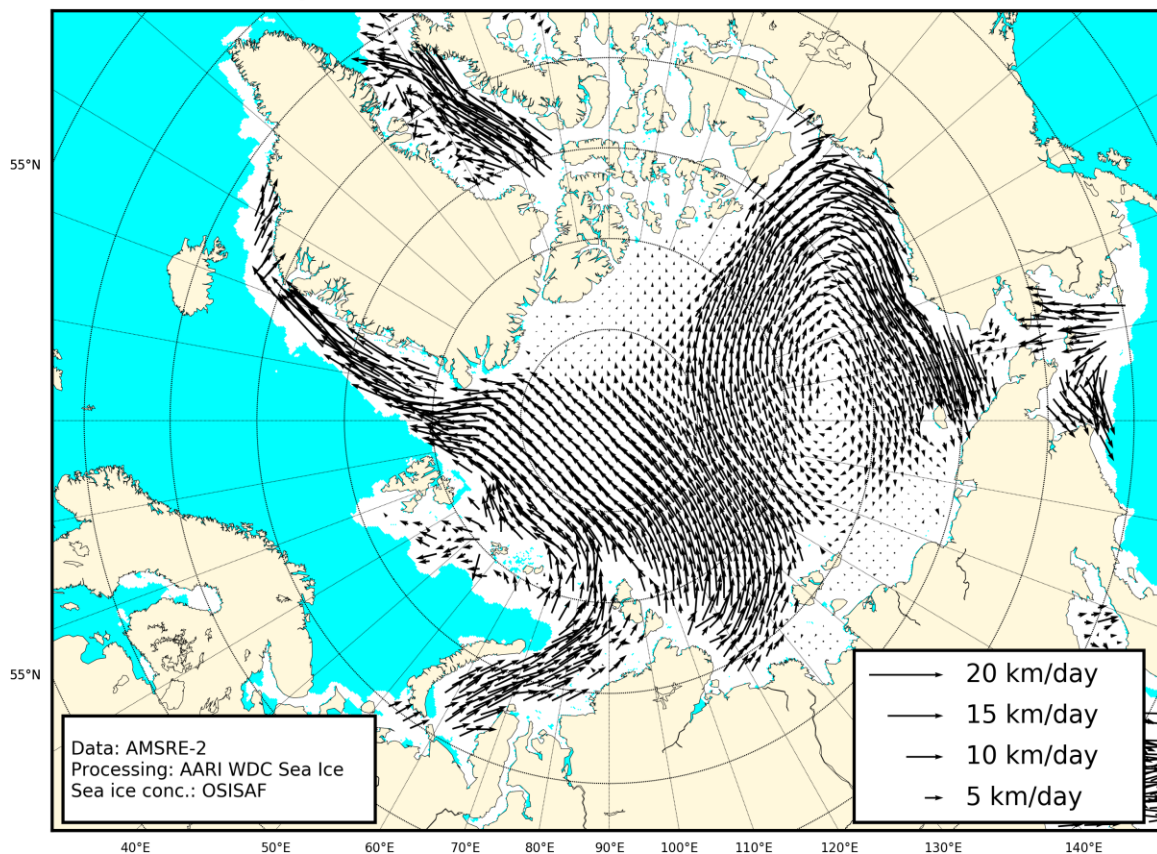 55°N
55°N
Data: AMSRE-2
Processing: AARI WDC Sea Ice
Sea ice conc.: OSISAF
20 km/day
15 km/day
10 km/day
5 km/day
40°E 50°E 60°E 70°E 80°E 90°E 100°E 110°E 120°E 130°E 140°E